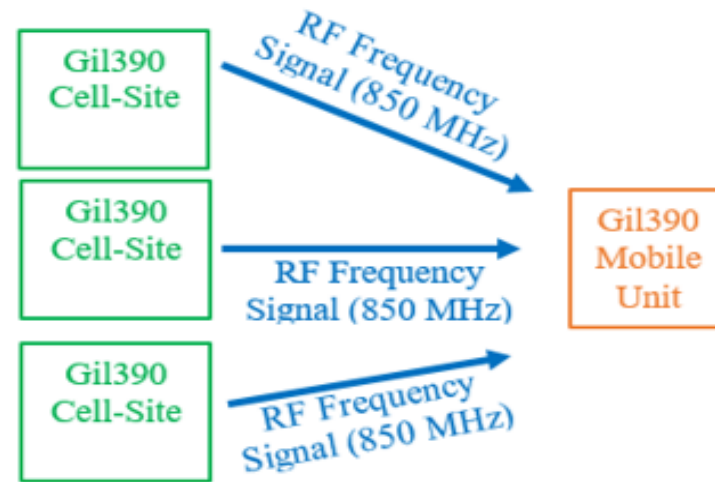 Gil390
Cell-Site
RF Frequency
Signal (850 MHz)
Gil390
Cell-Site
RF Frequency
Signal (850 MHz)
Gil390
Mobile
Unit
Gil390
Cell-Site
RF Frequency
Signal (850 MHz)